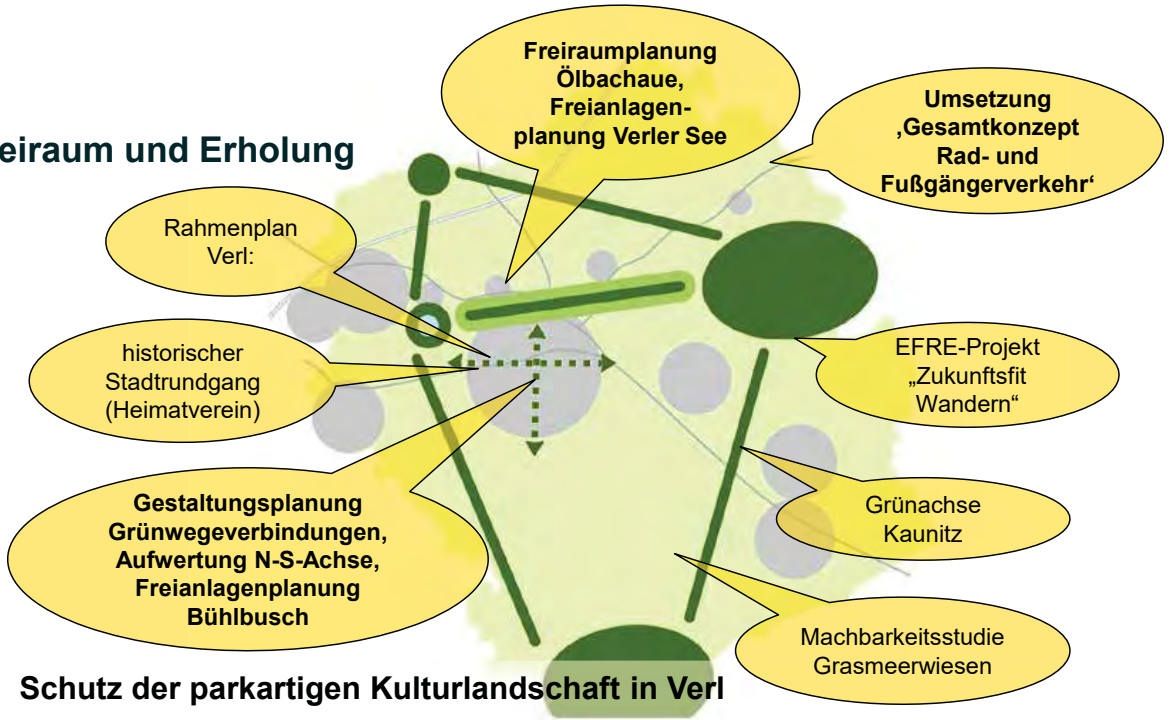 eiraum und Erholung
Freiraumplanung
Ölbachaue,
Freianlagen-
planung Verler See
Umsetzung
‚Gesamtkonzept
Rad- und
Fußgängerverkehr‘
Rahmenplan
Verl:
historischer
Stadtrundgang
(Heimatverein)
EFRE-Projekt
„Zukunftsfit
Wandern“
Gestaltungsplanung
Grünwegeverbindungen,
Aufwertung N-S-Achse,
Freianlagenplanung
Bühlbusch
Grünachse
Kaunitz
Machbarkeitsstudie
Grasmeerwiesen
Schutz der parkartigen Kulturlandschaft in Verl